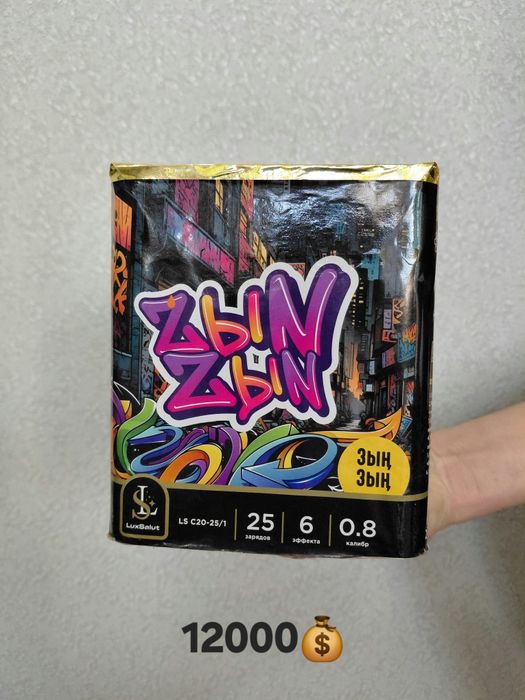 ZЫN
ZЫN
Зың
Зың
LS
LuxSalut
LS C20-25/1
25
зарядов
6
эффекта
0.8
калибр
12000💰